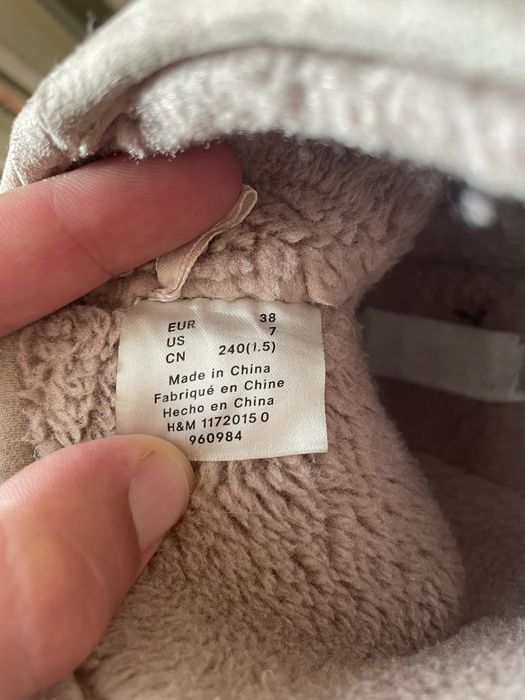 EUR 38
US 7
CN 240(1.5)
Made in China
Fabriqué en Chine
Hecho en China
H&M 1172015 0
960984